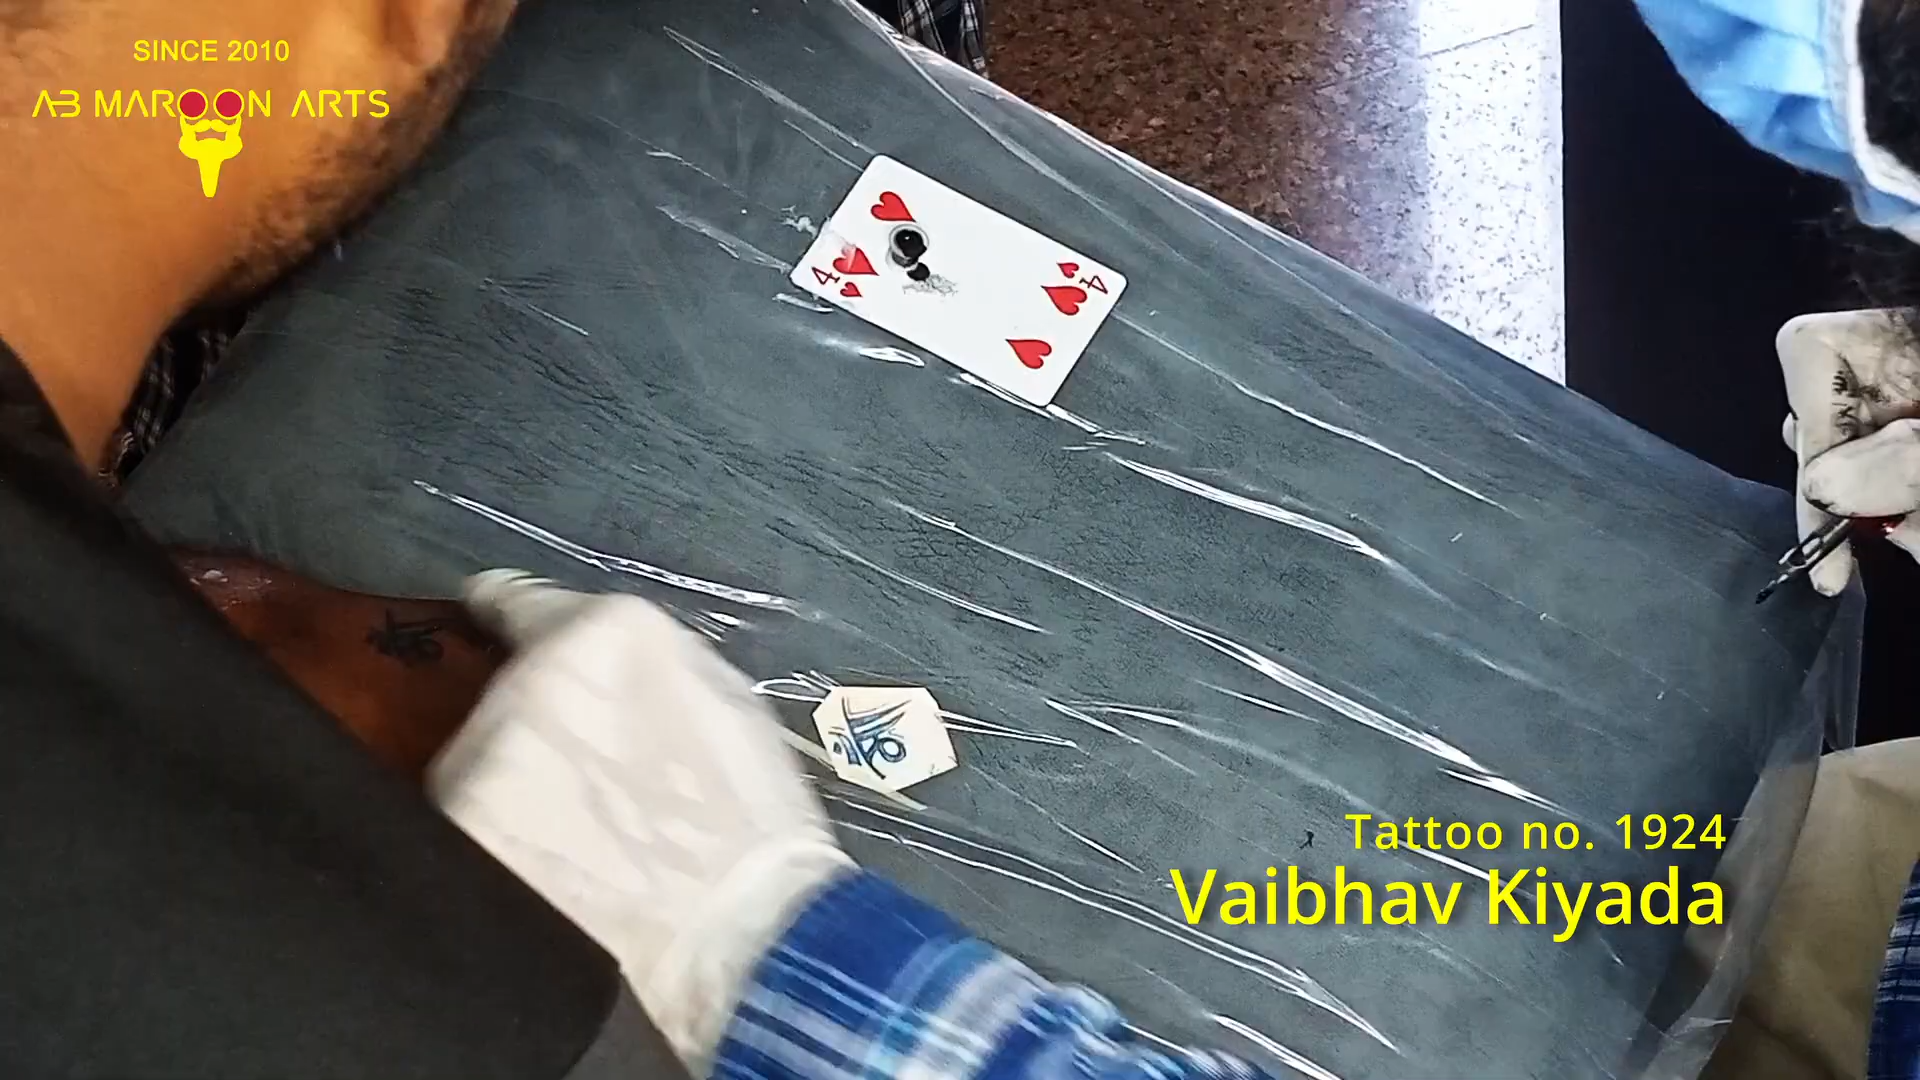 SINCE 2010
AB MAROON ARTS
4
4
Tattoo no. 1924
Vaibhav Kiyada